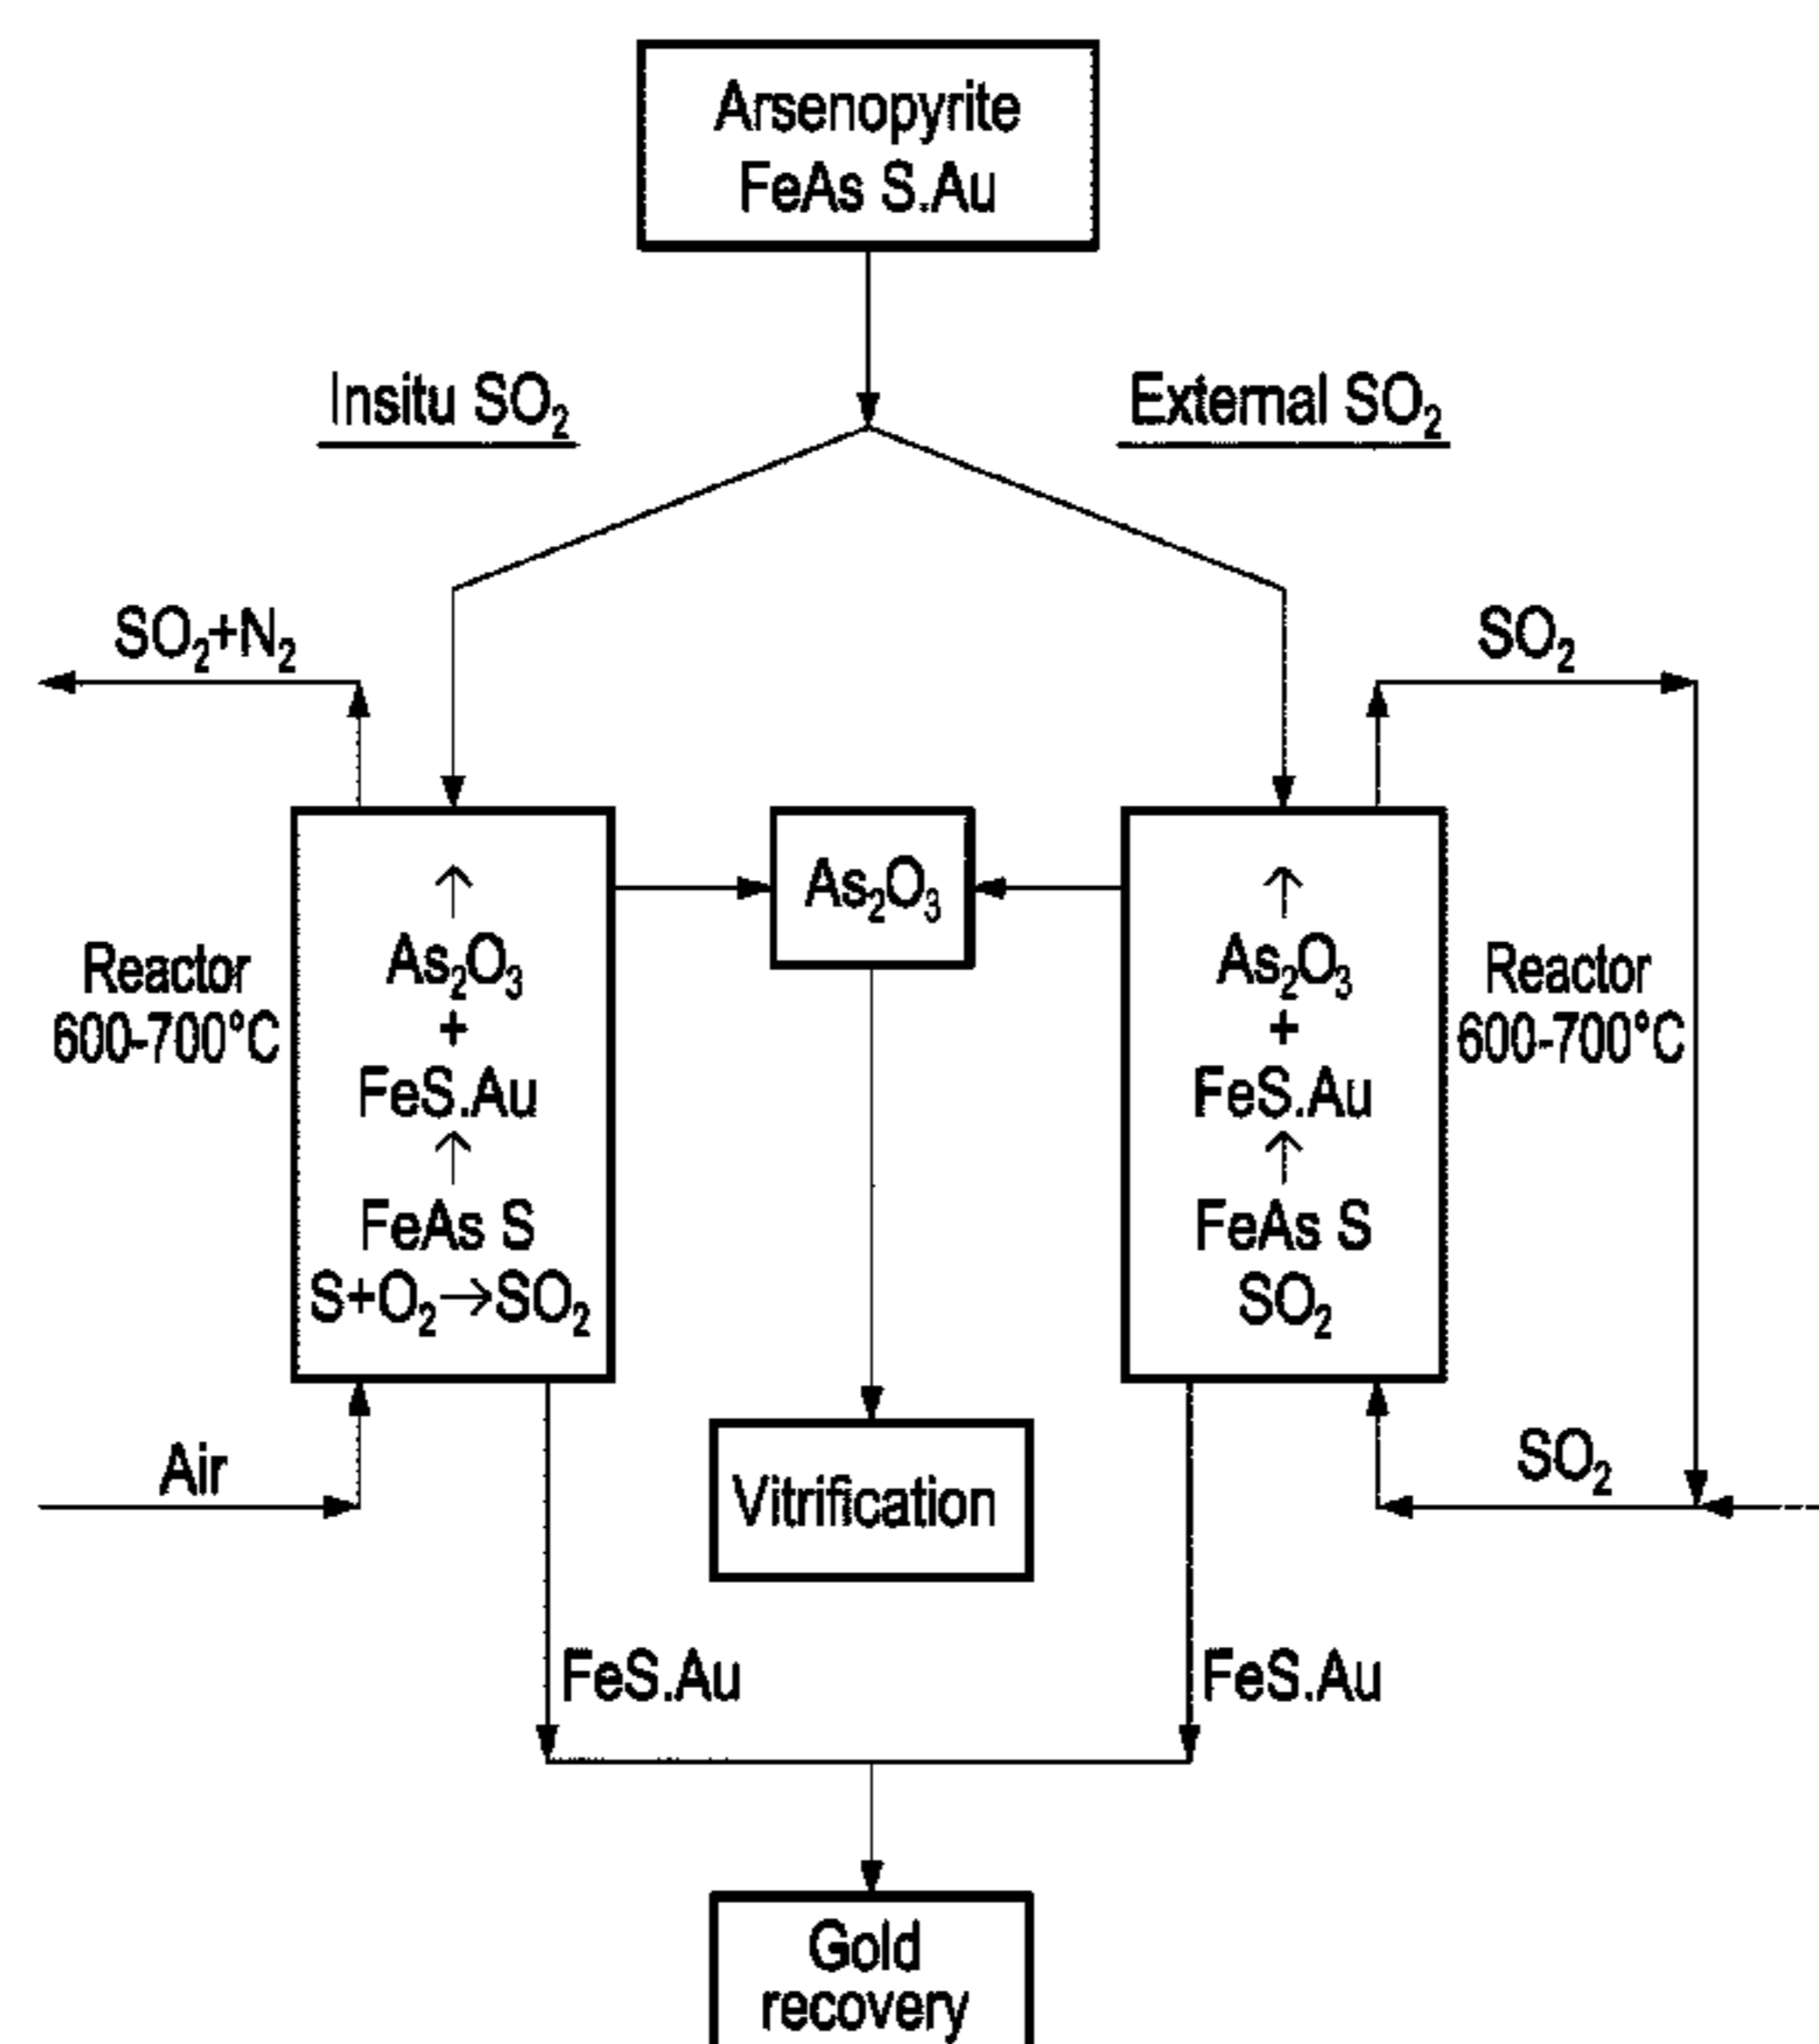 Arsenopyrite
FeAs S.Au
Insitu SO₂
External SO₂
SO₂+N₂
SO₂
As₂O₃
+
FeS.Au
FeAs S
S+O₂→SO₂
Reactor
600-700°C
As₂O₃
As₂O₃
+
FeS.Au
FeAs S
SO₂
Reactor
600-700°C
Air
Vitrification
SO₂
FeS.Au
FeS.Au
Gold
recovery